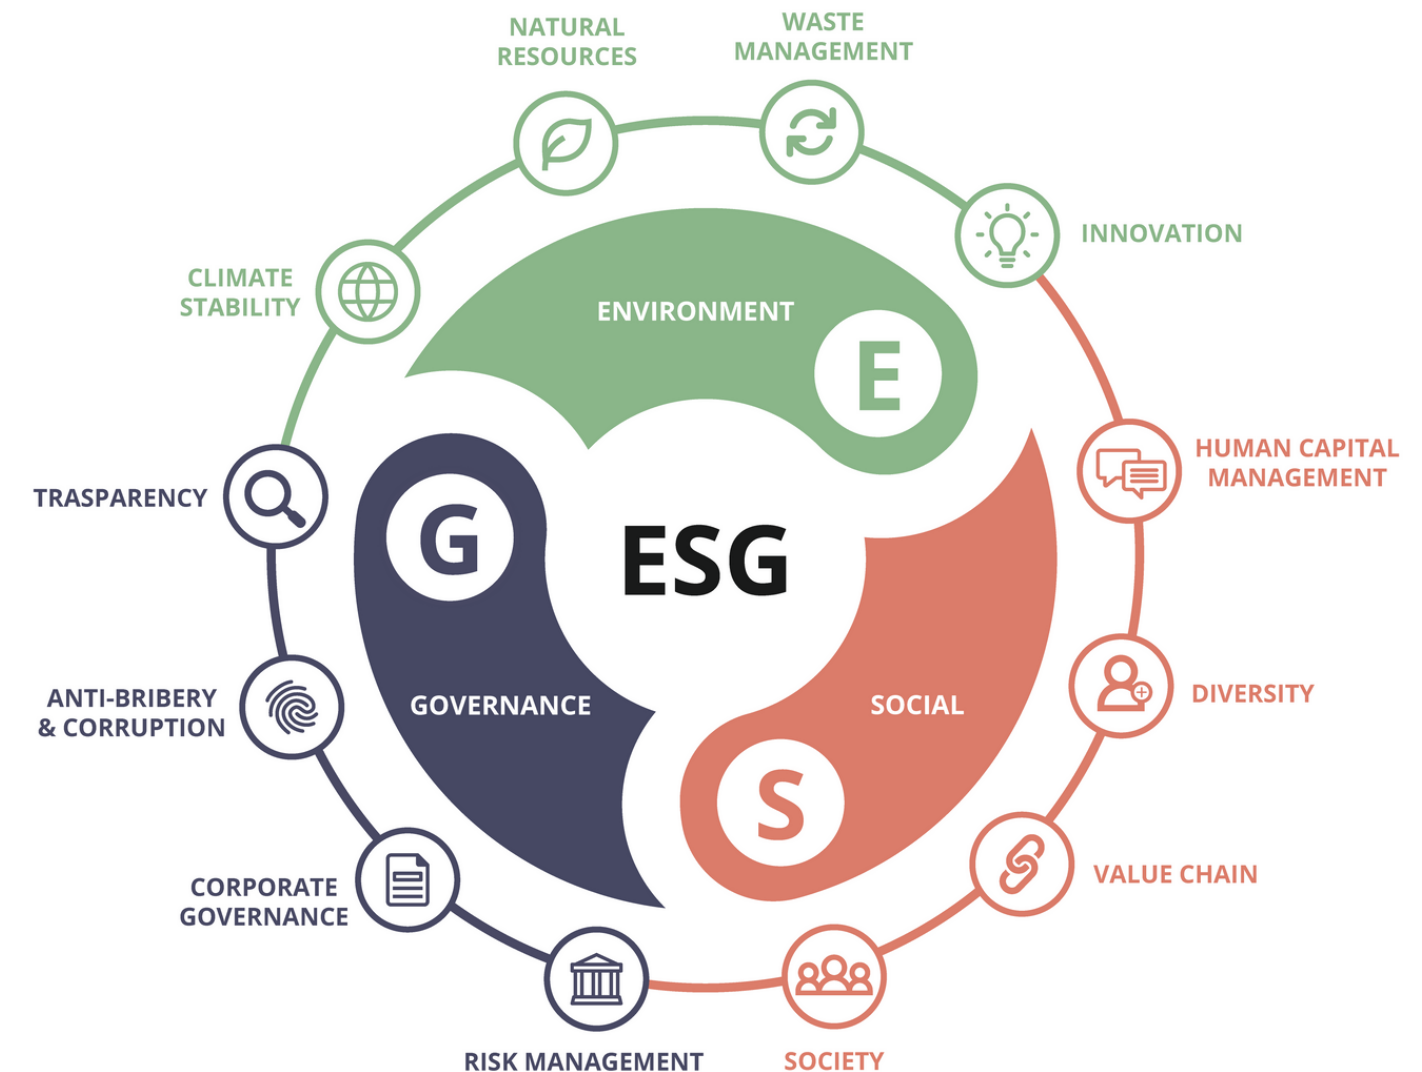 NATURAL
RESOURCES
WASTE
MANAGEMENT
INNOVATION
CLIMATE
STABILITY
ENVIRONMENT
E
HUMAN CAPITAL
MANAGEMENT
TRASPARENCY
G
ESG
ANTI-BRIBERY
& CORRUPTION
GOVERNANCE
SOCIAL
DIVERSITY
S
VALUE CHAIN
CORPORATE
GOVERNANCE
RISK MANAGEMENT
SOCIETY